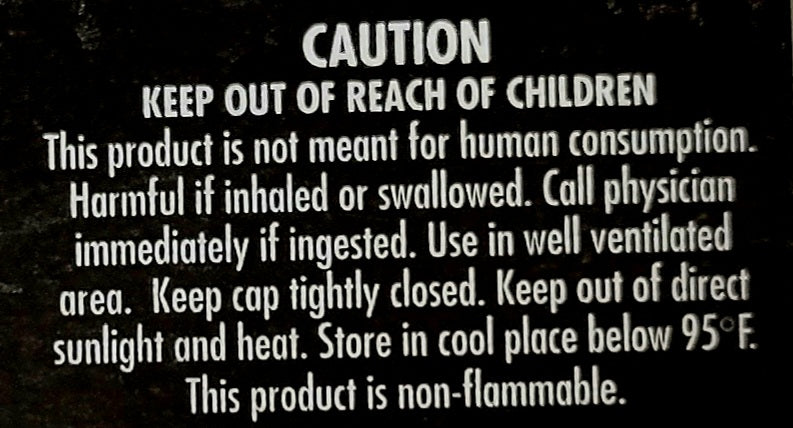 CAUTION
KEEP OUT OF REACH OF CHILDREN
This product is not meant for human consumption.
Harmful if inhaled or swallowed. Call physician
immediately if ingested. Use in well ventilated
area. Keep cap tightly closed. Keep out of direct
sunlight and heat. Store in cool place below 95°F.
This product is non-flammable.